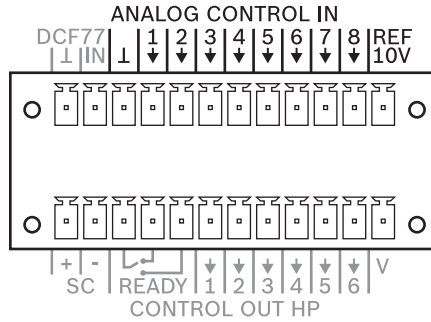 ANALOG CONTROL IN
DCF77 1 2 3 4 5 6 7 8 REF
⊥ IN ⊥ 10V
+ - V
SC READY 1 2 3 4 5 6
CONTROL OUT HP